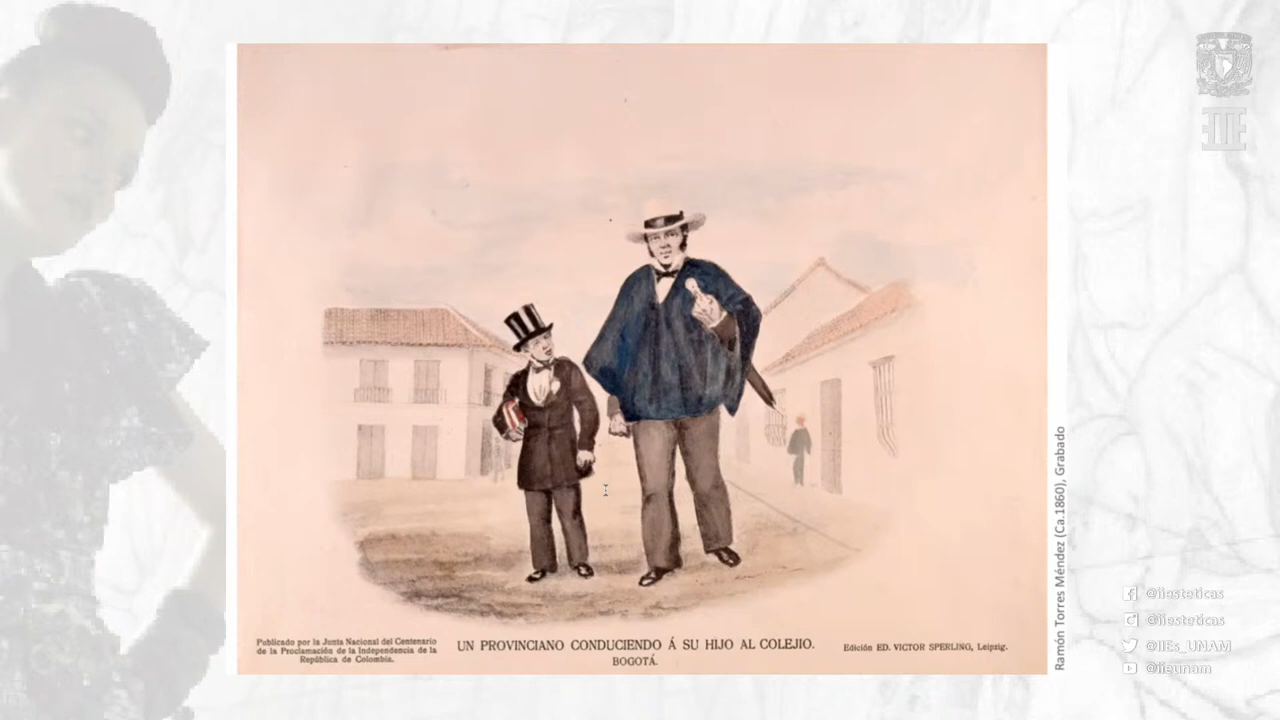 Publicado por la Junta Nacional del Centenario
de la Proclamación de la Independencia de la
República de Colombia.
UN PROVINCIANO CONDUCIENDO Á SU HIJO AL COLEJIO.
BOGOTÁ.
Edición ED. VICTOR SPERLING, Leipzig.
Ramón Torres Méndez (Ca.1860), Grabado
@iiesteticas
@iiesteticas
@IIEs_UNAM
@iieunam